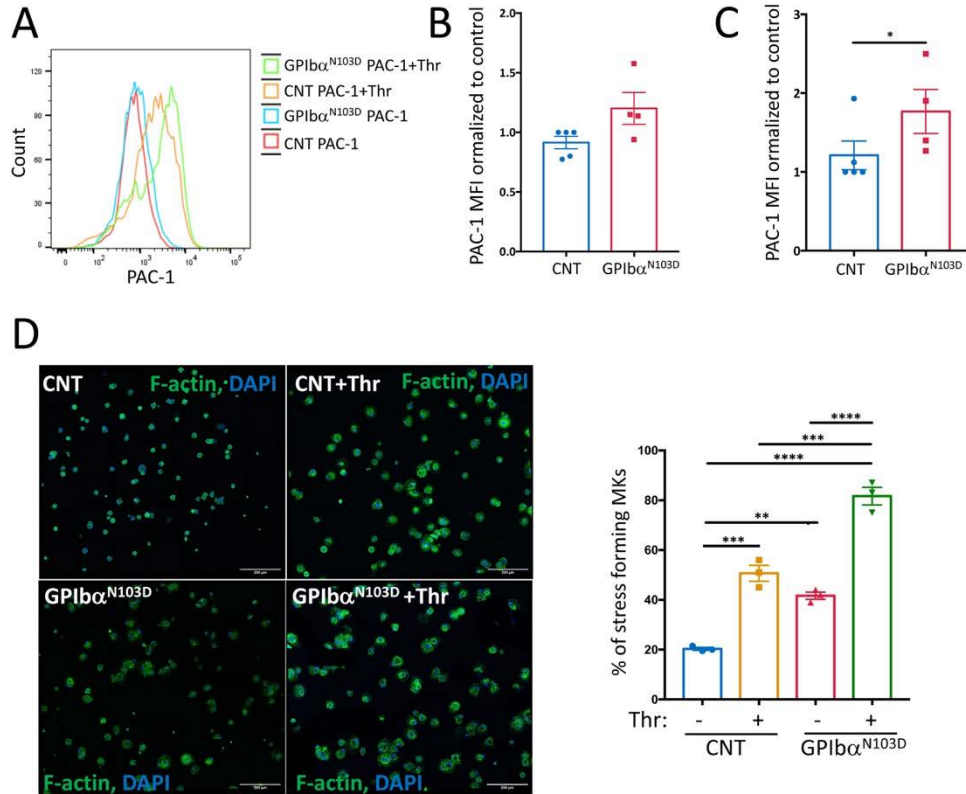 A
GPIbα^N103D PAC-1+Thr
CNT PAC-1+Thr
GPIbα^N103D PAC-1
CNT PAC-1
Count
120
90
60
30
0
0 10^2 10^3 10^4 10^5
PAC-1
B
PAC-1 MFI ormalized to control
2.0
1.5
1.0
0.5
0.0
CNT GPIbα^N103D
C
PAC-1 MFI ormalized to control
3
2
1
0
*
CNT GPIbα^N103D
D
CNT
F-actin, DAPI
CNT+Thr
F-actin, DAPI
GPIbα^N103D
F-actin, DAPI
GPIbα^N103D +Thr
F-actin, DAPI
% of stress forming MKs
100
80
60
40
20
0
****
***
****
**
***
Thr: - + - +
CNT GPIbα^N103D